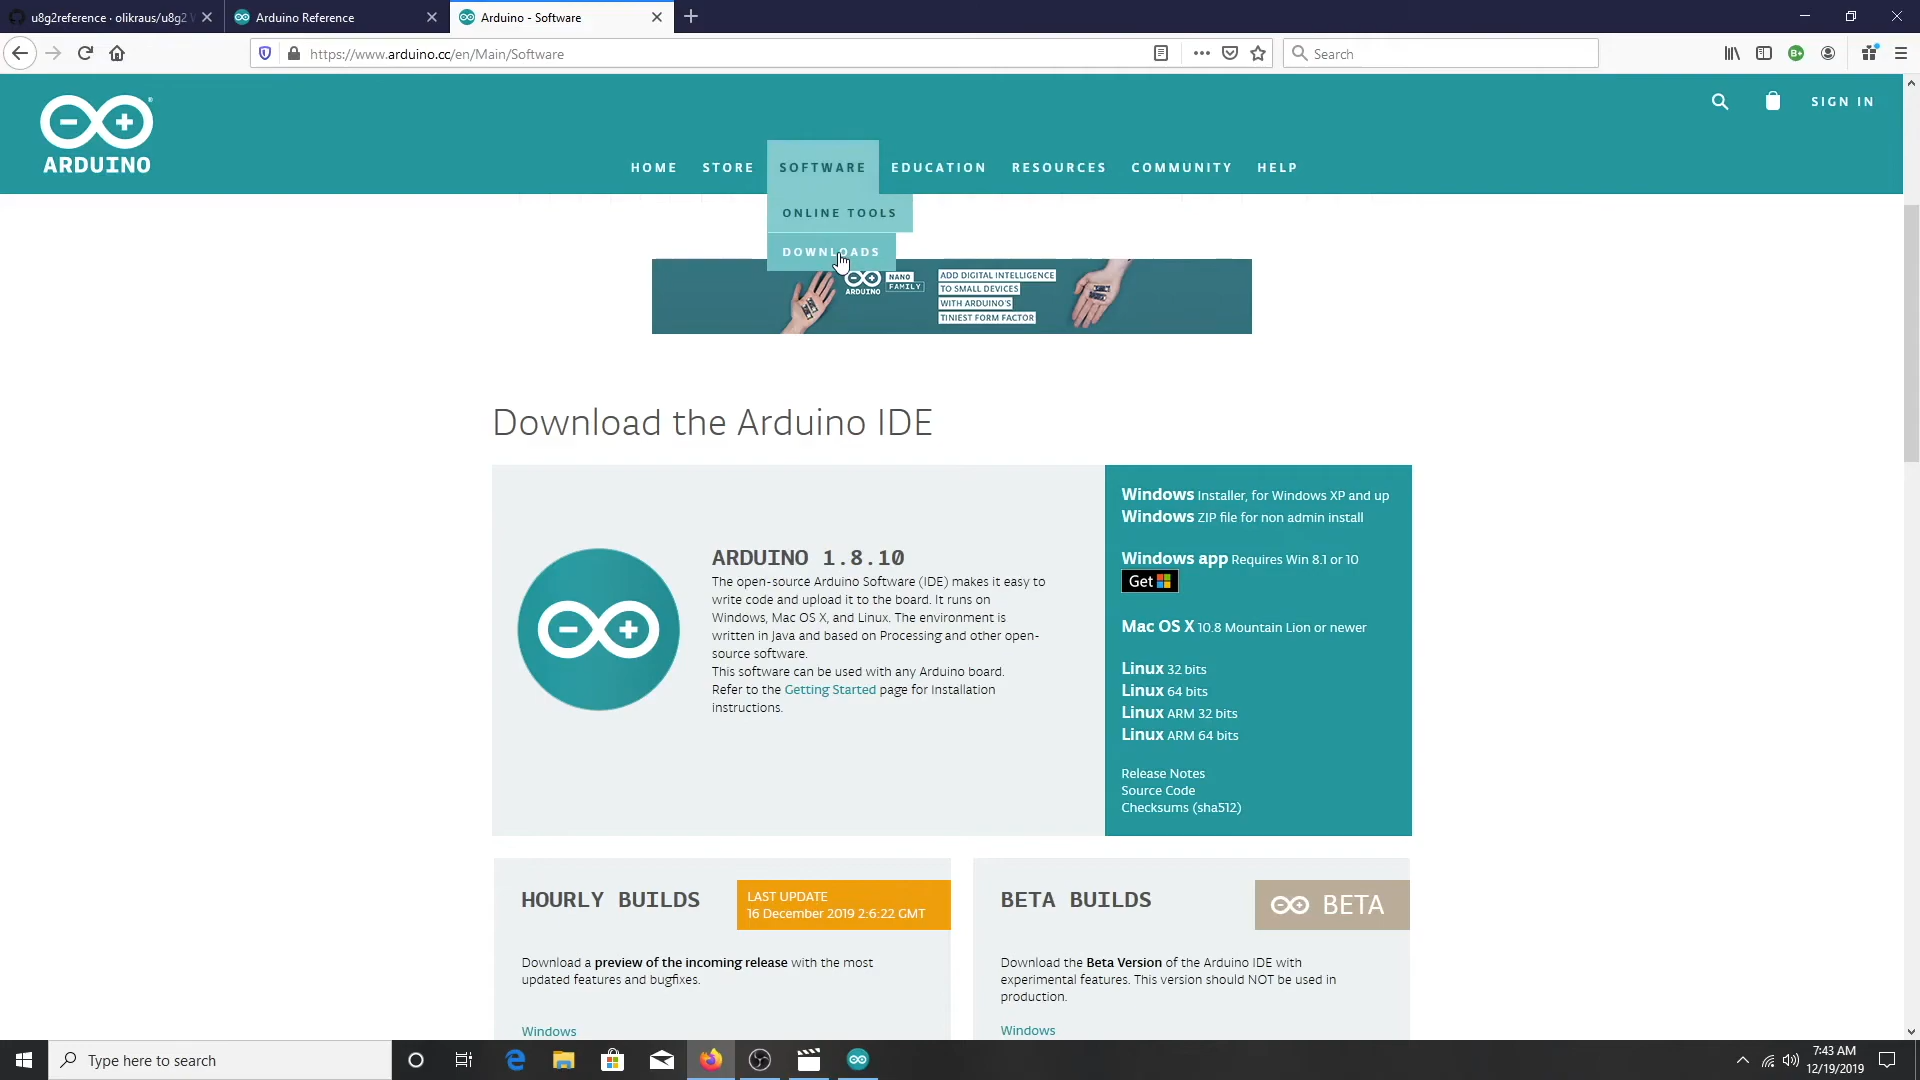 u8g2reference · olikraus/u8g2 W
Arduino Reference
Arduino - Software
https://www.arduino.cc/en/Main/Software
Search
ARDUINO
SIGN IN
HOME STORE SOFTWARE EDUCATION RESOURCES COMMUNITY HELP
ONLINE TOOLS
DOWNLOADS
ARDUINO
NANO
FAMILY
ADD DIGITAL INTELLIGENCE
TO SMALL DEVICES
WITH ARDUINO'S
TINIEST FORM FACTOR
Download the Arduino IDE
ARDUINO 1.8.10
The open-source Arduino Software (IDE) makes it easy to
write code and upload it to the board. It runs on
Windows, Mac OS X, and Linux. The environment is
written in Java and based on Processing and other open-
source software.
This software can be used with any Arduino board.
Refer to the Getting Started page for Installation
instructions.
Windows Installer, for Windows XP and up
Windows ZIP file for non admin install
Windows app Requires Win 8.1 or 10
Get
Mac OS X 10.8 Mountain Lion or newer
Linux 32 bits
Linux 64 bits
Linux ARM 32 bits
Linux ARM 64 bits
Release Notes
Source Code
Checksums (sha512)
HOURLY BUILDS
LAST UPDATE
16 December 2019 2:6:22 GMT
Download a preview of the incoming release with the most
updated features and bugfixes.
Windows
BETA BUILDS
BETA
Download the Beta Version of the Arduino IDE with
experimental features. This version should NOT be used in
production.
Windows
Type here to search
7:43 AM
12/19/2019